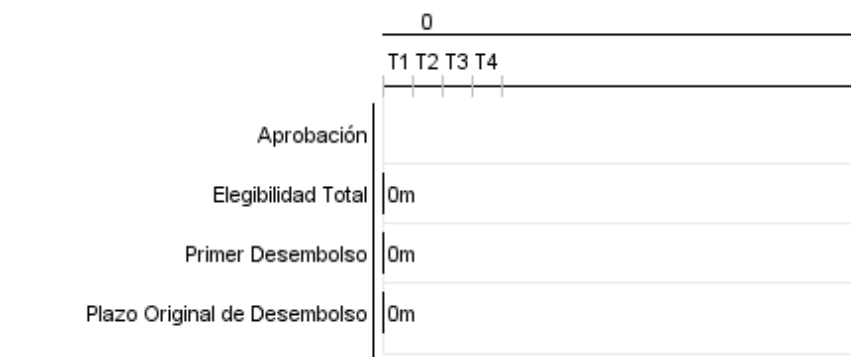 0
T1 T2 T3 T4
Aprobación
Elegibilidad Total 0m
Primer Desembolso 0m
Plazo Original de Desembolso 0m